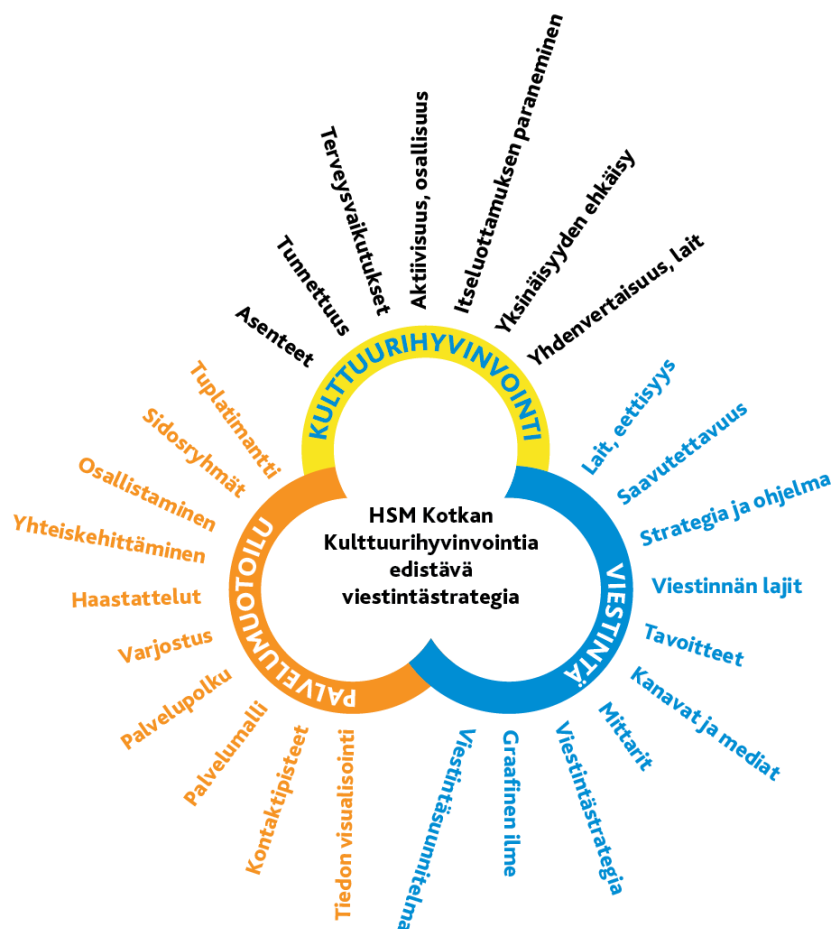 Asenteet
Tunnettuus
Terveysvaikutukset
Aktiivisuus, osallisuus
Itseluottamuksen paraneminen
Yksinäisyyden ehkäisy
Yhdenvertaisuus, lait
KULTTUURIHYVINVOINTI
HSM Kotkan
Kulttuurihyvinvointia
edistävä
viestintästrategia
VIESTINTÄ
Lait, eettisyys
Saavutettavuus
Strategia ja ohjelma
Viestinnän lajit
Tavoitteet
Kanavat ja mediat
Mittarit
Viestintästrategia
Graafinen ilme
Viestintäsuunnitelma
PALVELUMUOTOILU
Tuplatimantti
Sidosryhmät
Osallistaminen
Yhteiskehittäminen
Haastattelut
Varjostus
Palvelupolku
Palvelumalli
Kontaktipisteet
Tiedon visualisointi